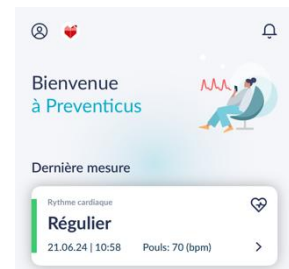 Bienvenue
à Preventicus
Dernière mesure
Rythme cardiaque
Régulier
21.06.24 | 10:58 Pouls: 70 (bpm)